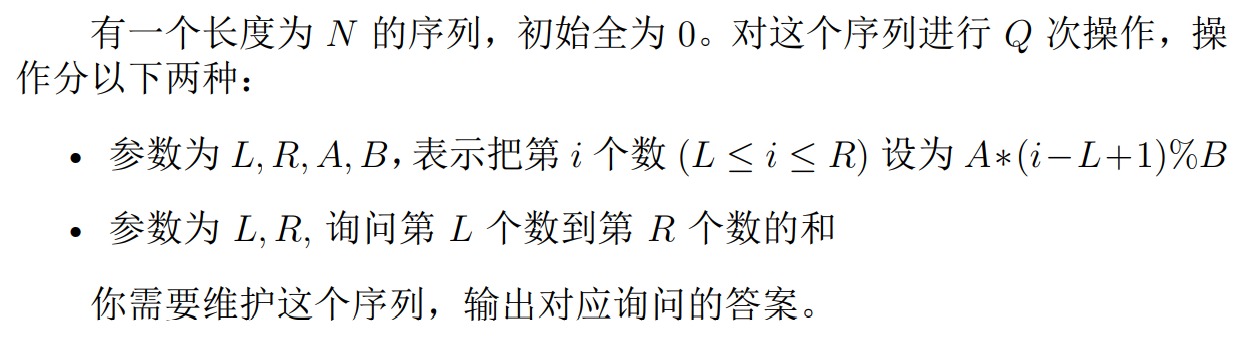 有一个长度为 N 的序列，初始全为 0。对这个序列进行 Q 次操作，操
作分以下两种：
• 参数为 L, R, A, B，表示把第 i 个数 (L ≤ i ≤ R) 设为 A∗(i−L+1)%B
• 参数为 L, R, 询问第 L 个数到第 R 个数的和
你需要维护这个序列，输出对应询问的答案。